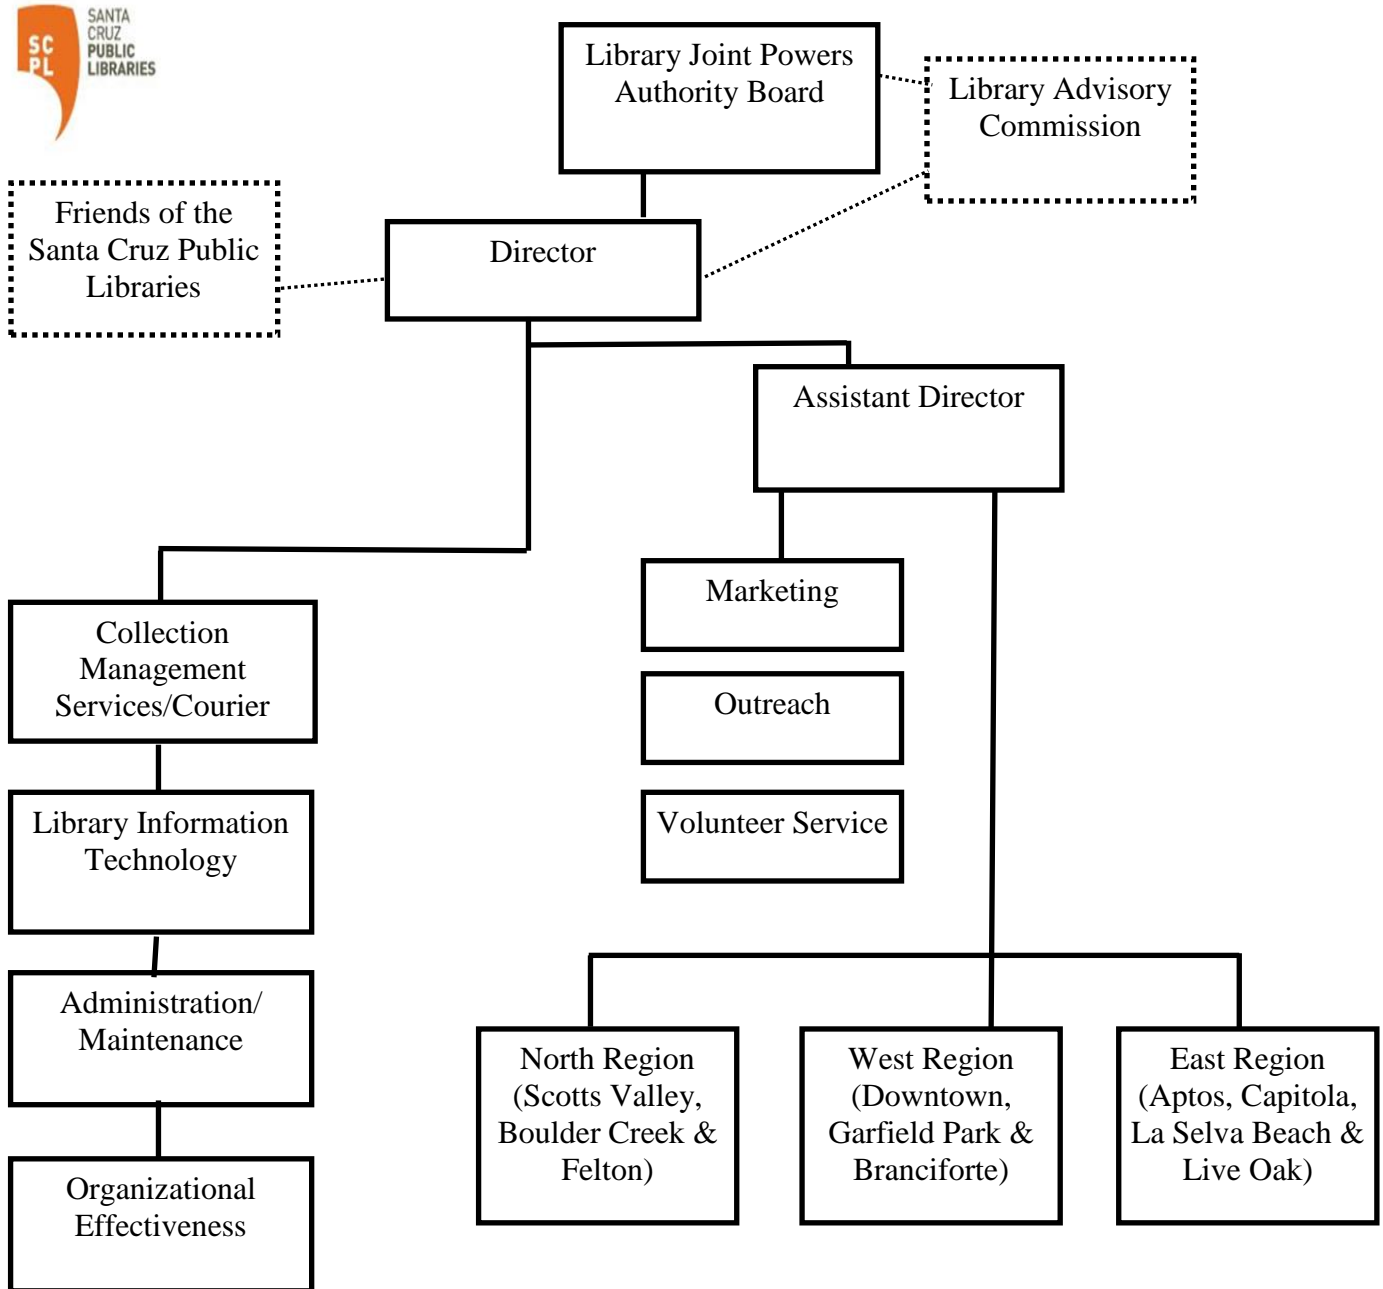 SC
PL
SANTA
CRUZ
PUBLIC
LIBRARIES
Library Joint Powers
Authority Board
Library Advisory
Commission
Friends of the
Santa Cruz Public
Libraries
Director
Assistant Director
Marketing
Outreach
Volunteer Service
Collection
Management
Services/Courier
Library Information
Technology
Administration/
Maintenance
Organizational
Effectiveness
North Region
(Scotts Valley,
Boulder Creek &
Felton)
West Region
(Downtown,
Garfield Park &
Branciforte)
East Region
(Aptos, Capitola,
La Selva Beach &
Live Oak)